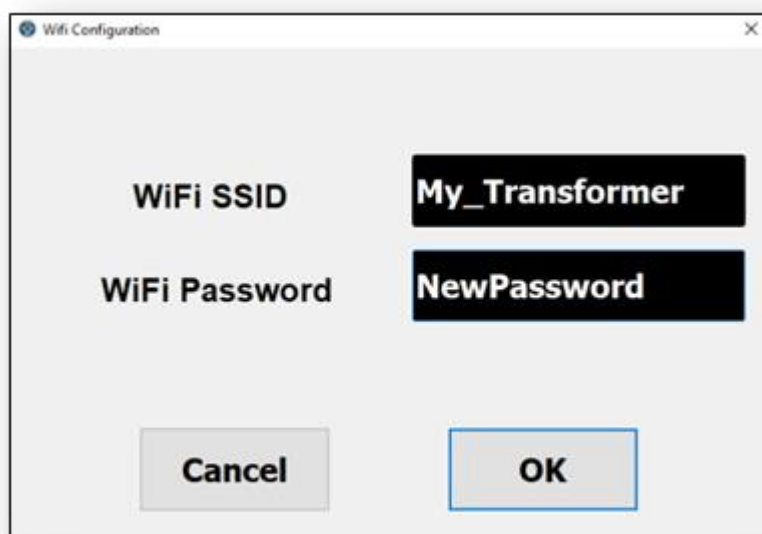 Wifi Configuration
WiFi SSID
My_Transformer
WiFi Password
NewPassword
Cancel
OK